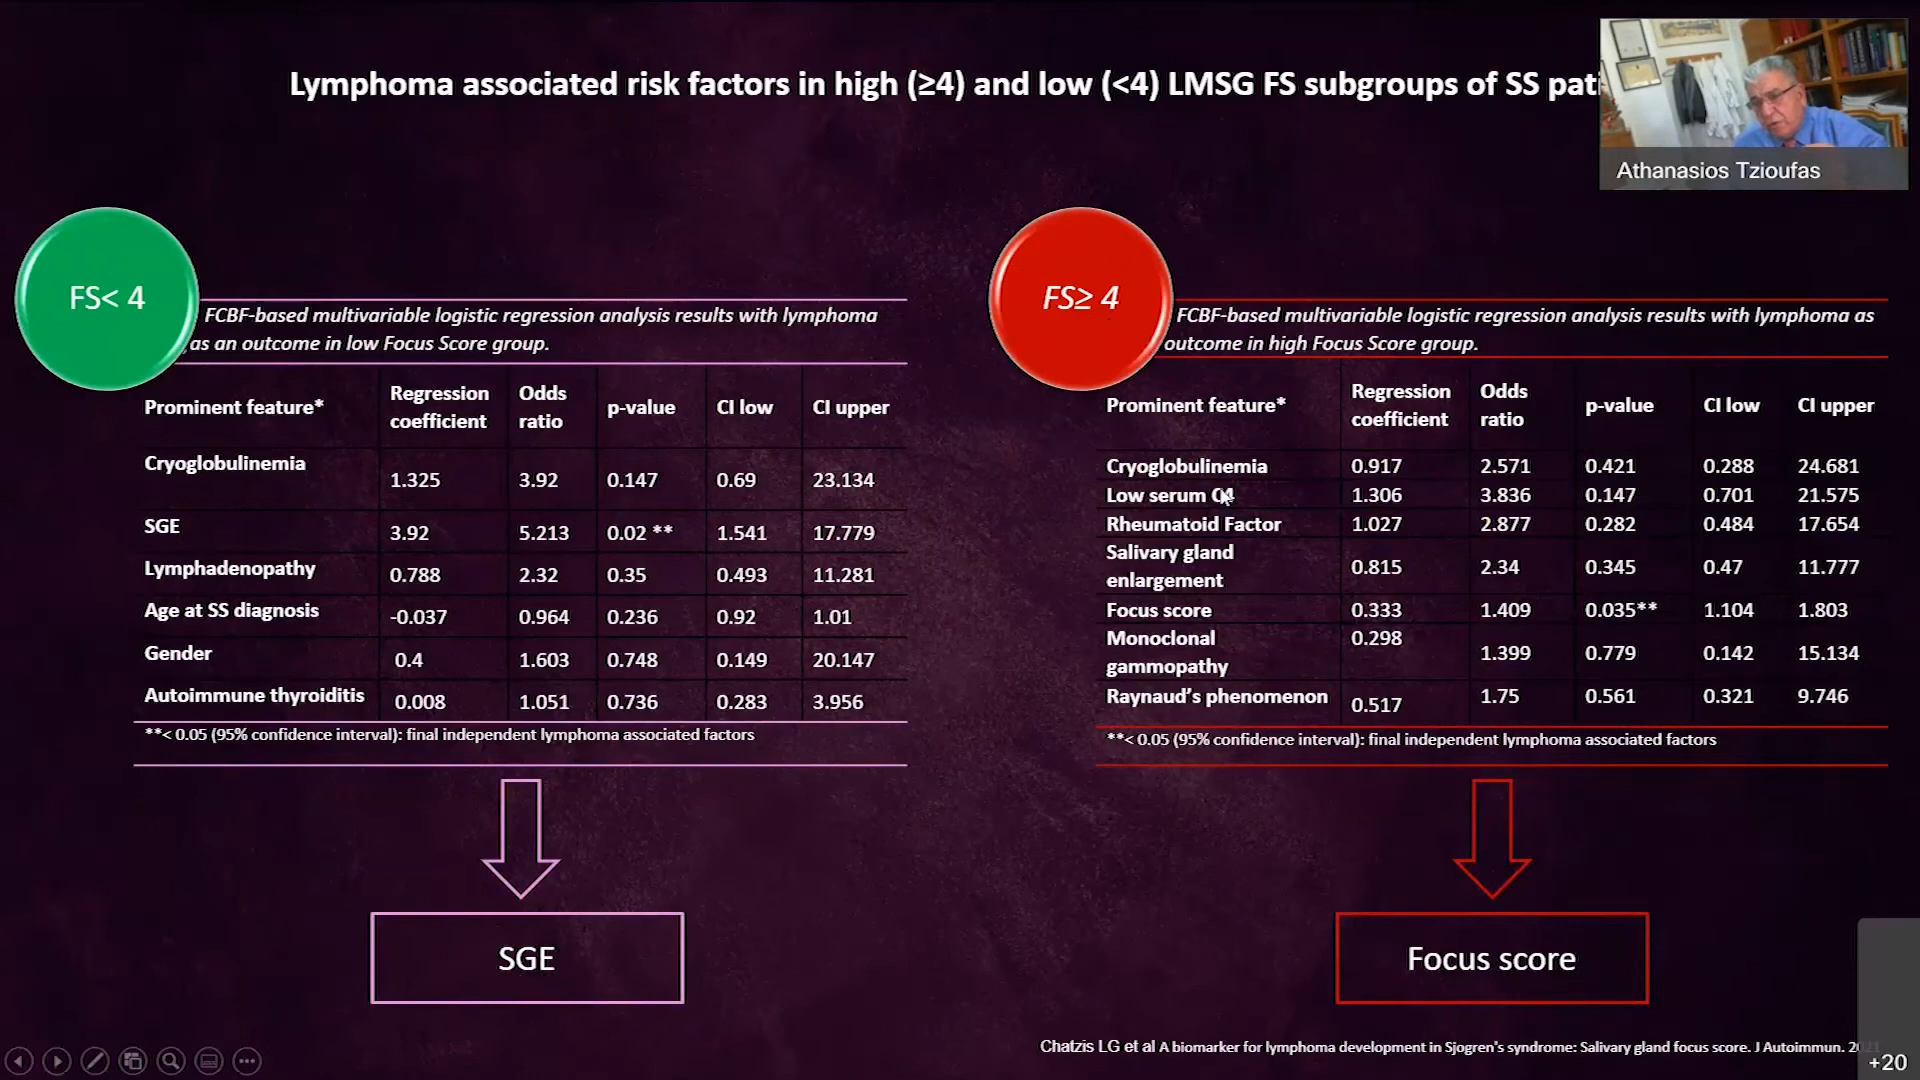 Lymphoma associated risk factors in high (≥4) and low (<4) LMSG FS subgroups of SS pati
Athanasios Tzioufas
FS< 4
FCBF-based multivariable logistic regression analysis results with lymphoma
as an outcome in low Focus Score group.
Prominent feature* Regression coefficient Odds ratio p-value CI low CI upper
Cryoglobulinemia 1.325 3.92 0.147 0.69 23.134
SGE 3.92 5.213 0.02 ** 1.541 17.779
Lymphadenopathy 0.788 2.32 0.35 0.493 11.281
Age at SS diagnosis -0.037 0.964 0.236 0.92 1.01
Gender 0.4 1.603 0.748 0.149 20.147
Autoimmune thyroiditis 0.008 1.051 0.736 0.283 3.956
**< 0.05 (95% confidence interval): final independent lymphoma associated factors
SGE
FS≥ 4
FCBF-based multivariable logistic regression analysis results with lymphoma as
outcome in high Focus Score group.
Prominent feature* Regression coefficient Odds ratio p-value CI low CI upper
Cryoglobulinemia 0.917 2.571 0.421 0.288 24.681
Low serum C4 1.306 3.836 0.147 0.701 21.575
Rheumatoid Factor 1.027 2.877 0.282 0.484 17.654
Salivary gland enlargement 0.815 2.34 0.345 0.47 11.777
Focus score 0.333 1.409 0.035** 1.104 1.803
Monoclonal gammopathy 0.298 1.399 0.779 0.142 15.134
Raynaud's phenomenon 0.517 1.75 0.561 0.321 9.746
**< 0.05 (95% confidence interval): final independent lymphoma associated factors
Focus score
Chatzis LG et al A biomarker for lymphoma development in Sjogren's syndrome: Salivary gland focus score. J Autoimmun.
+20